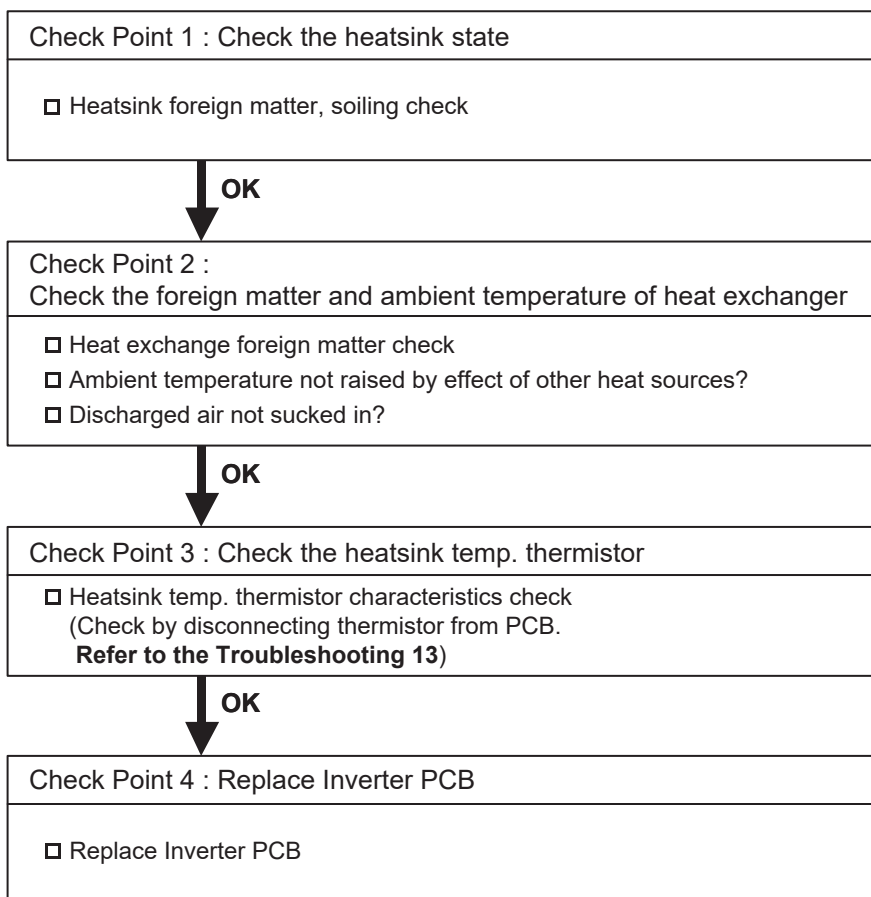 Check Point 1 : Check the heatsink state
Heatsink foreign matter, soiling check
OK
Check Point 2 :
Check the foreign matter and ambient temperature of heat exchanger
Heat exchange foreign matter check
Ambient temperature not raised by effect of other heat sources?
Discharged air not sucked in?
OK
Check Point 3 : Check the heatsink temp. thermistor
Heatsink temp. thermistor characteristics check
(Check by disconnecting thermistor from PCB.
Refer to the Troubleshooting 13)
OK
Check Point 4 : Replace Inverter PCB
Replace Inverter PCB